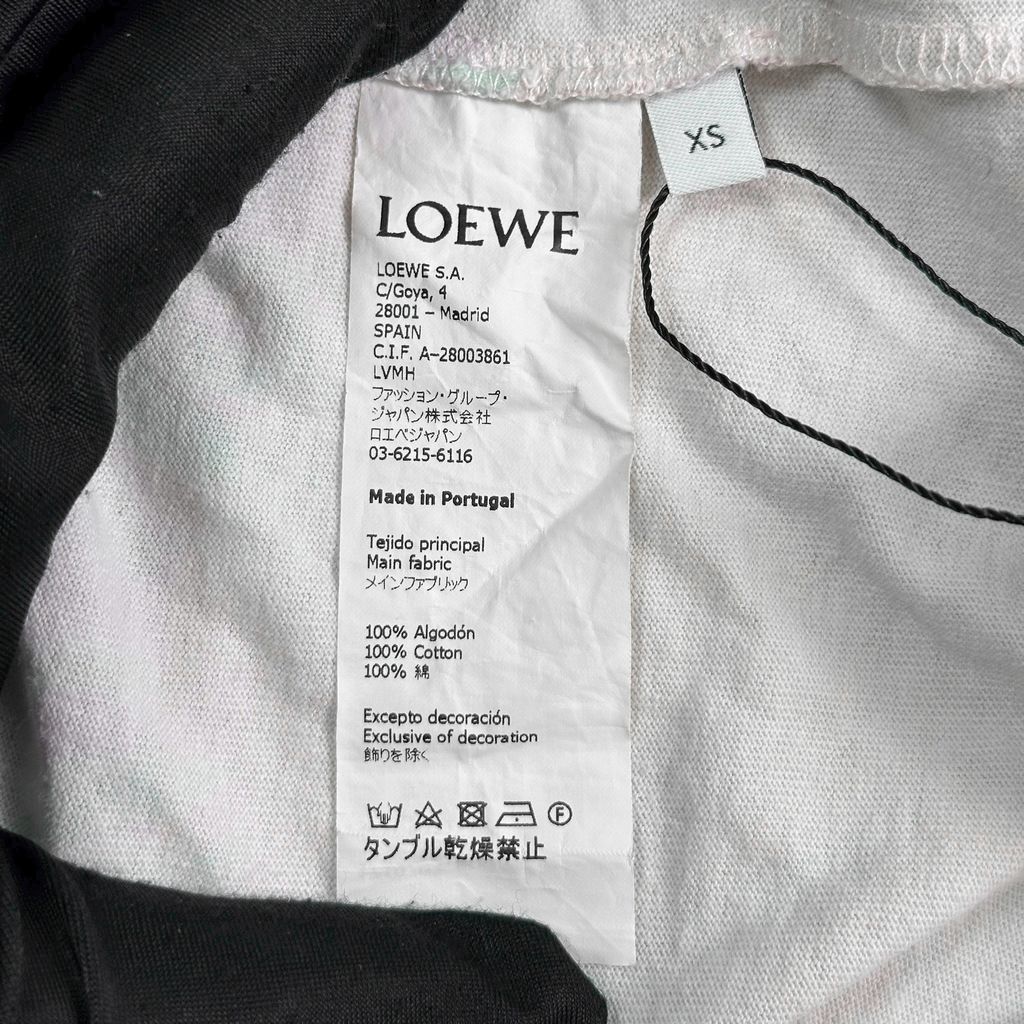 XS
LOEWE
LOEWE S.A.
C/Goya, 4
28001 – Madrid
SPAIN
C.I.F. A–28003861
LVMH
ファッション・グループ・
ジャパン株式会社
ロエベジャパン
03-6215-6116
Made in Portugal
Tejido principal
Main fabric
メインファブリック
100% Algodón
100% Cotton
100% 綿
Excepto decoración
Exclusive of decoration
飾りを除く
F
タンブル乾燥禁止